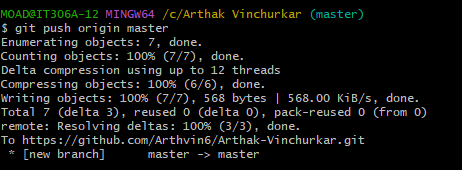 MOAD@IT306A-12 MINGW64 /c/Arthak Vinchurkar (master)
$ git push origin master
Enumerating objects: 7, done.
Counting objects: 100% (7/7), done.
Delta compression using up to 12 threads
Compressing objects: 100% (6/6), done.
Writing objects: 100% (7/7), 568 bytes | 568.00 KiB/s, done.
Total 7 (delta 3), reused 0 (delta 0), pack-reused 0 (from 0)
remote: Resolving deltas: 100% (3/3), done.
To https://github.com/Arthvin6/Arthak-Vinchurkar.git
 * [new branch]      master -> master